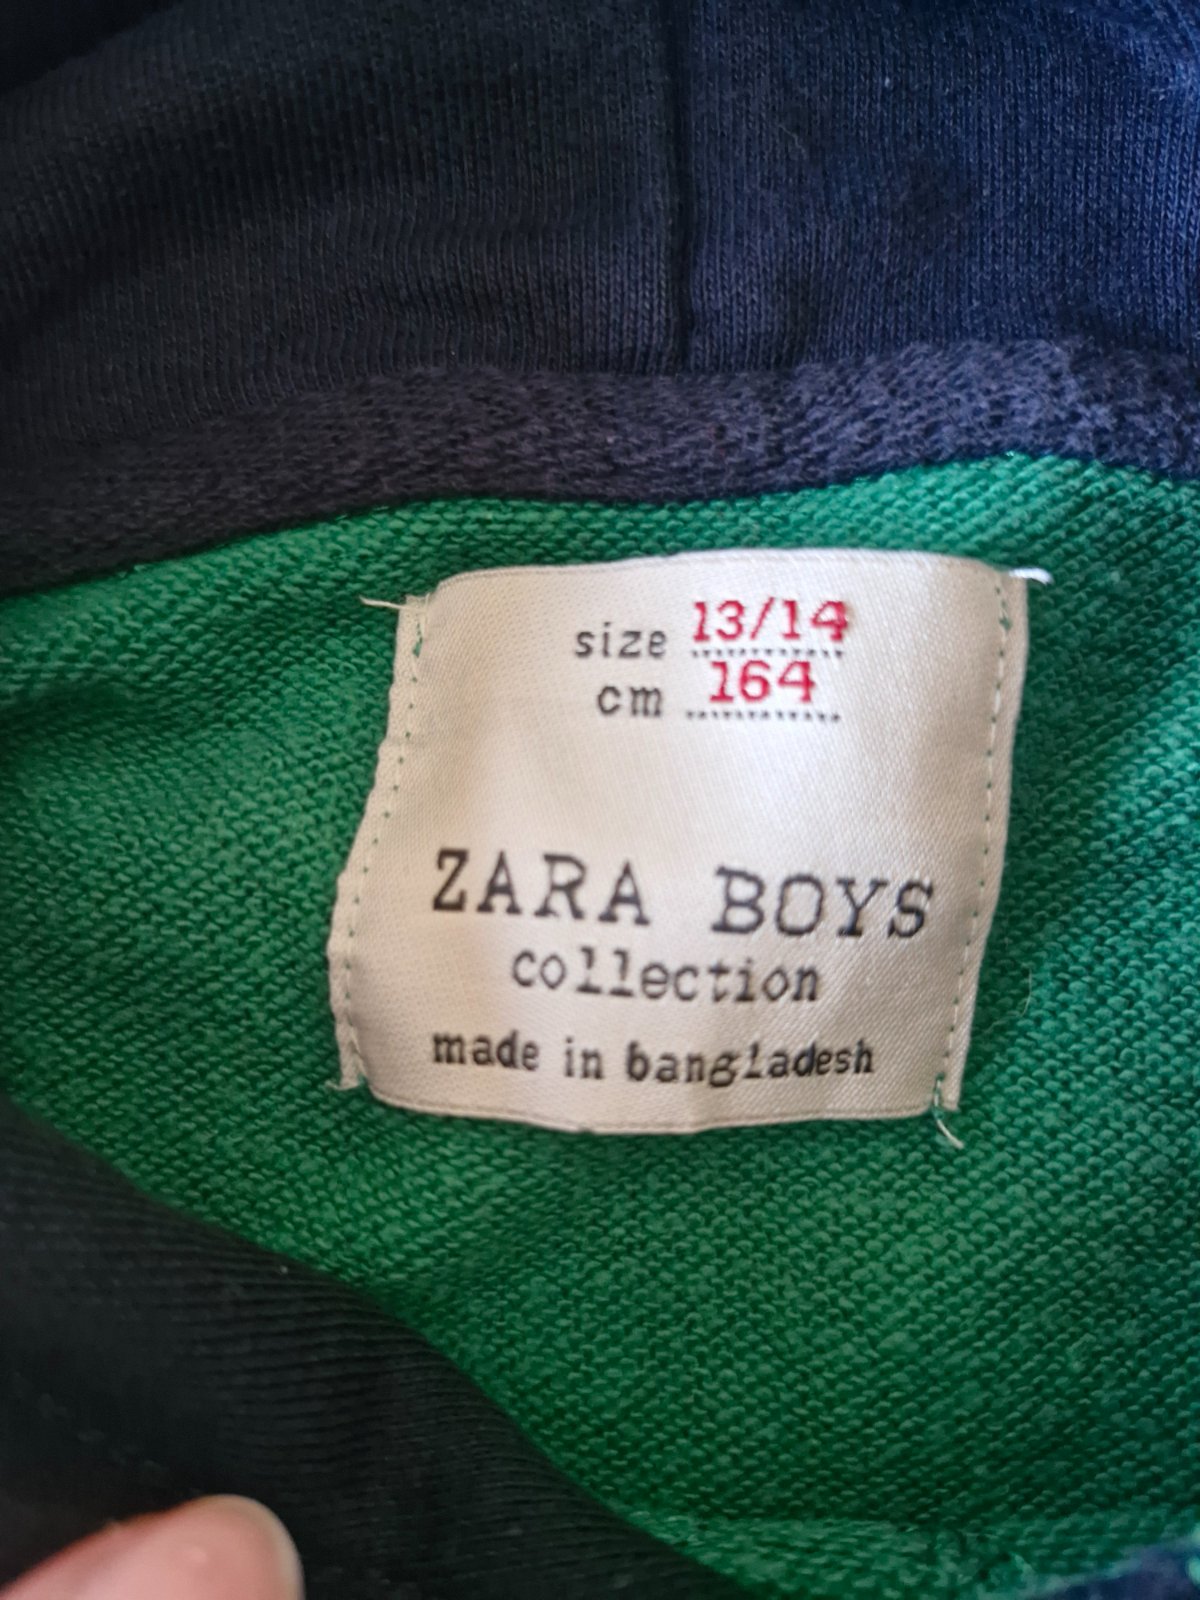 size 13/14
cm 164
ZARA BOYS
collection
made in bangladesh